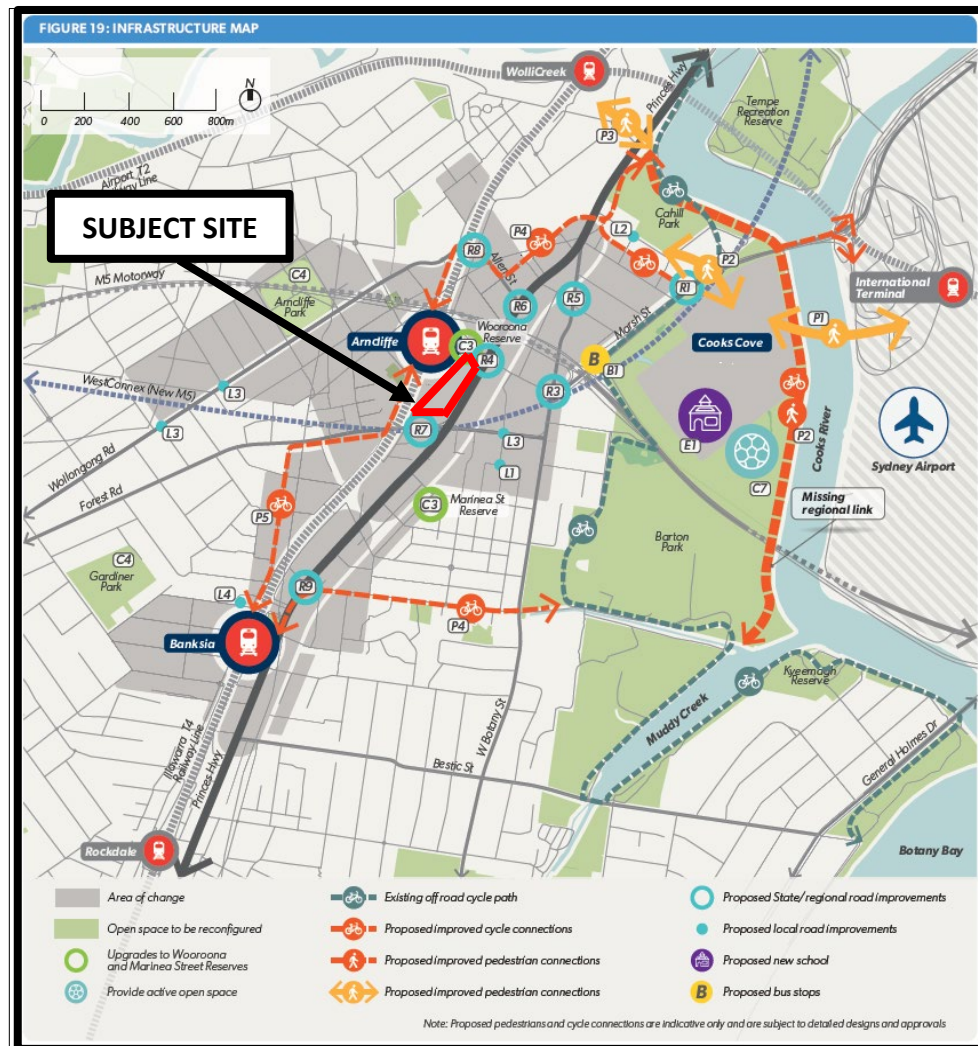 FIGURE 19: INFRASTRUCTURE MAP
N
0 200 400 600 800m
WolliCreek
Princes Hwy
Tempe
Recreation
Reserve
P3
Airport T2
Railway Line
SUBJECT SITE
Cahill
Park
P4
L2
R8
Allen St
P2
M5 Motorway
C4
Arncliffe
Park
R6
R5
R1
International
Terminal
Marsh St
Arncliffe
Wooroona
Reserve
C3
R4
P1
Cooks Cove
B
B1
WestConnex (New M5)
L3
R3
R7
L3
L3
E1
P2
Cooks River
Sydney Airport
Wollongong Rd
L1
C7
Forest Rd
C3
Marinea St
Reserve
Missing
regional link
P5
Barton
Park
C4
Gardiner
Park
R9
L4
P4
Banksia
Kyeemagh
Reserve
Muddy Creek
W Botany St
General Holmes Dr
Illawarra T4
Railway Line
Princes Hwy
Bestic St
Rockdale
Botany Bay
Area of change
Open space to be reconfigured
Upgrades to Wooroona
and Marinea Street Reserves
Provide active open space
Existing off road cycle path
Proposed improved cycle connections
Proposed improved pedestrian connections
Proposed improved pedestrian connections
Proposed State/regional road improvements
Proposed local road improvements
Proposed new school
B Proposed bus stops
Note: Proposed pedestrians and cycle connections are indicative only and are subject to detailed designs and approvals